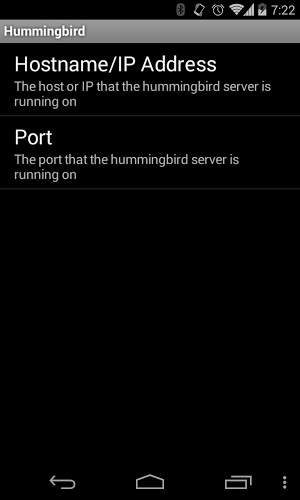 7:22
Hummingbird
Hostname/IP Address
The host or IP that the hummingbird server is
running on
Port
The port that the hummingbird server is
running on